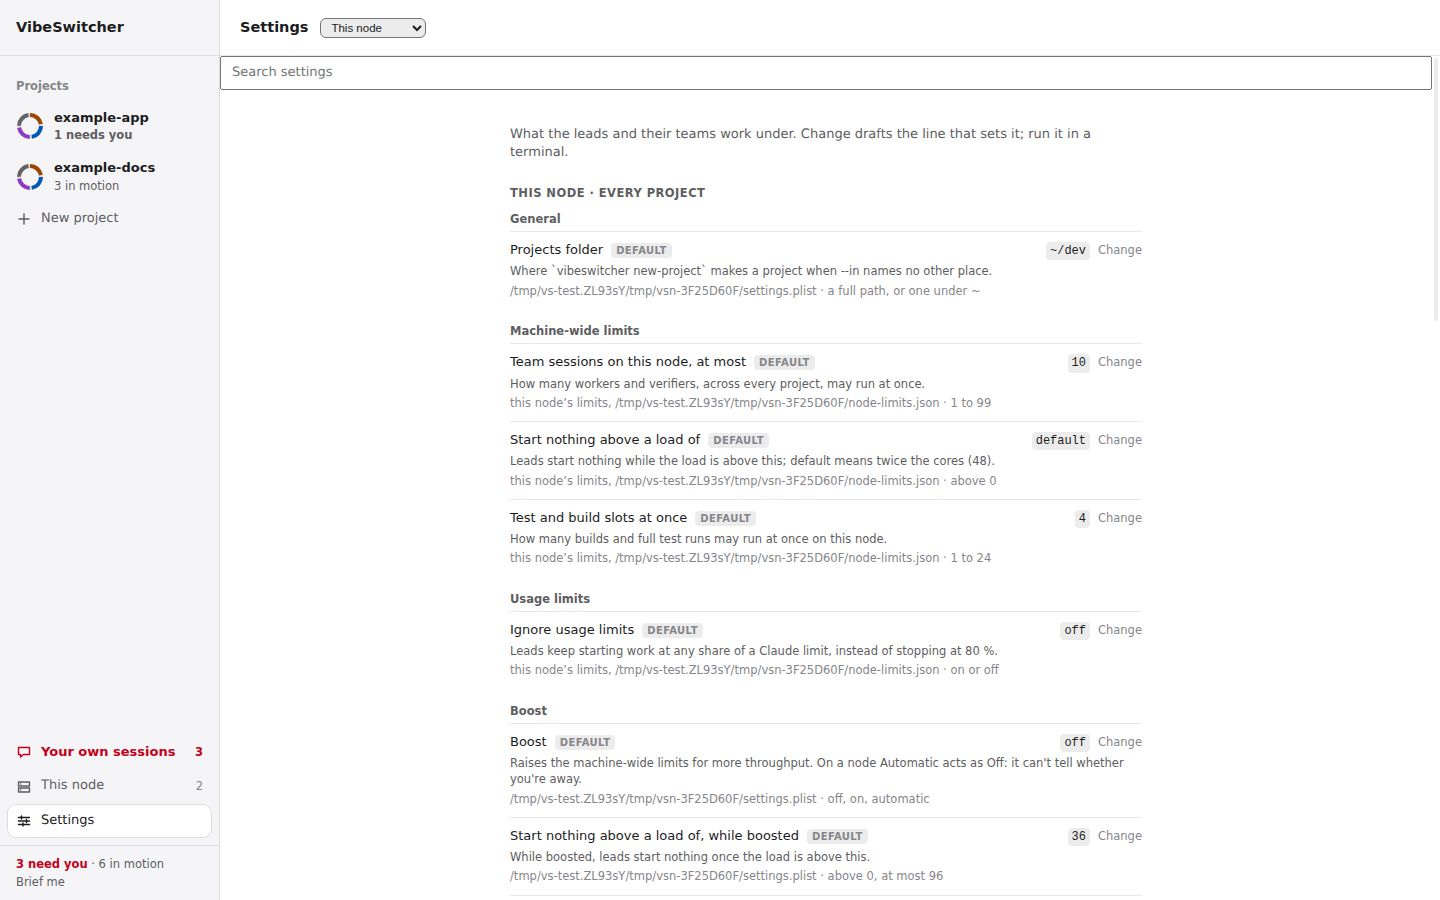 VibeSwitcher
Projects
example-app
1 needs you
example-docs
3 in motion
New project
Your own sessions 3
This node 2
Settings
3 need you · 6 in motion
Brief me
Settings This node
Search settings
What the leads and their teams work under. Change drafts the line that sets it; run it in a
terminal.
THIS NODE · EVERY PROJECT
General
Projects folder DEFAULT ~/dev Change
Where `vibeswitcher new-project` makes a project when --in names no other place.
/tmp/vs-test.ZL93sY/tmp/vsn-3F25D60F/settings.plist · a full path, or one under ~
Machine-wide limits
Team sessions on this node, at most DEFAULT 10 Change
How many workers and verifiers, across every project, may run at once.
this node’s limits, /tmp/vs-test.ZL93sY/tmp/vsn-3F25D60F/node-limits.json · 1 to 99
Start nothing above a load of DEFAULT default Change
Leads start nothing while the load is above this; default means twice the cores (48).
this node’s limits, /tmp/vs-test.ZL93sY/tmp/vsn-3F25D60F/node-limits.json · above 0
Test and build slots at once DEFAULT 4 Change
How many builds and full test runs may run at once on this node.
this node’s limits, /tmp/vs-test.ZL93sY/tmp/vsn-3F25D60F/node-limits.json · 1 to 24
Usage limits
Ignore usage limits DEFAULT off Change
Leads keep starting work at any share of a Claude limit, instead of stopping at 80 %.
this node’s limits, /tmp/vs-test.ZL93sY/tmp/vsn-3F25D60F/node-limits.json · on or off
Boost
Boost DEFAULT off Change
Raises the machine-wide limits for more throughput. On a node Automatic acts as Off: it can't tell whether
you're away.
/tmp/vs-test.ZL93sY/tmp/vsn-3F25D60F/settings.plist · off, on, automatic
Start nothing above a load of, while boosted DEFAULT 36 Change
While boosted, leads start nothing once the load is above this.
/tmp/vs-test.ZL93sY/tmp/vsn-3F25D60F/settings.plist · above 0, at most 96